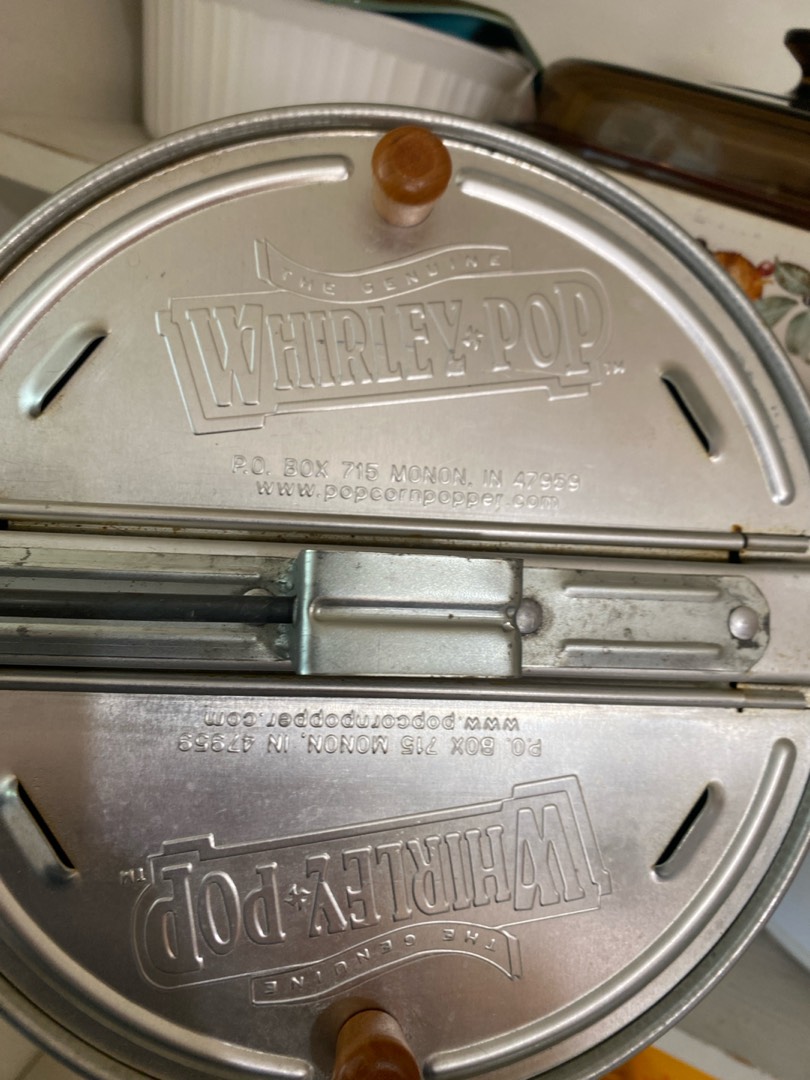 THE GENUINE
WHIRLEY POP™
P.O. BOX 715 MONON, IN 47959
www.popcornpopper.com
www.popcornpopper.com
P.O. BOX 715 MONON, IN 47959
WHIRLEY POP™
THE GENUINE